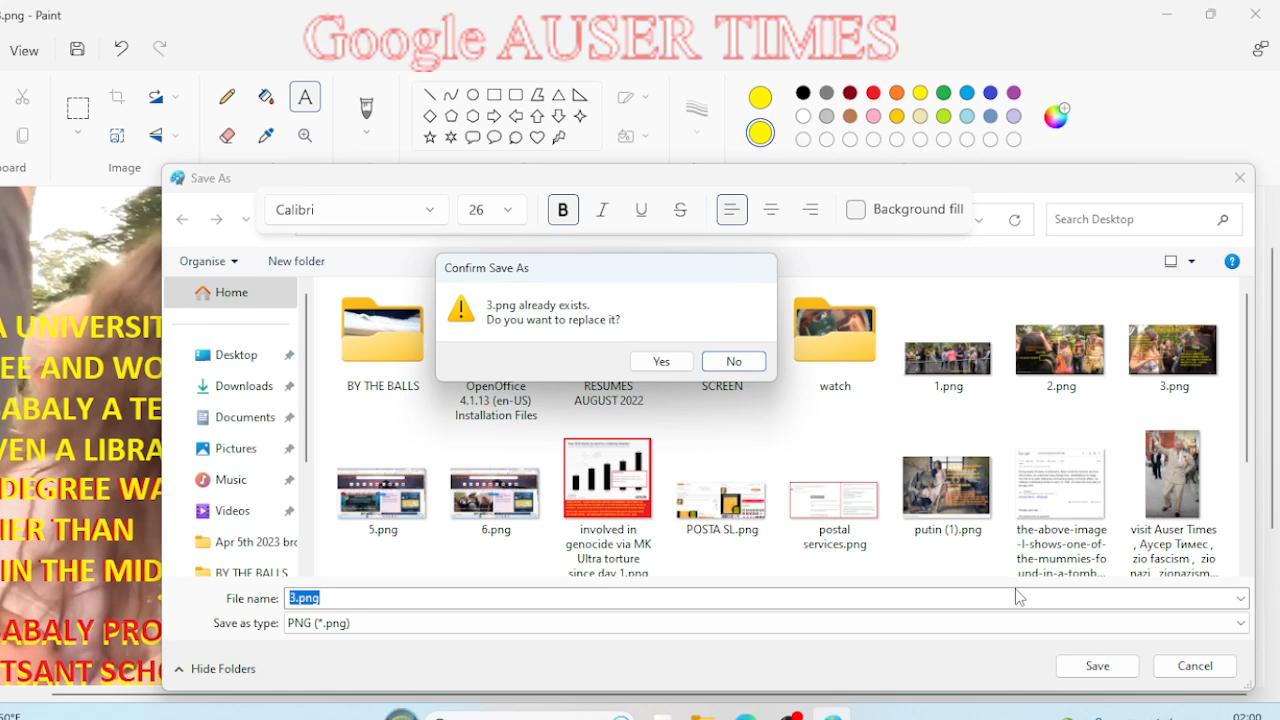 3.png - Paint
Google AUSER TIMES
View
A
Image
Save As
Calibri
26
B
Background fill
Search Desktop
Organise
New folder
Confirm Save As
3.png already exists.
Do you want to replace it?
Yes
No
Home
Desktop
Downloads
Documents
Pictures
Music
Videos
Apr 5th 2023 bro
BY THE BALLS
BY THE BALLS
OpenOffice
4.1.13 (en-US)
Installation Files
RESUMES
AUGUST 2022
SCREEN
watch
1.png
2.png
3.png
5.png
6.png
involved in
genocide via MK
Ultra torture
since day 1.png
POSTA SL.png
postal
services.png
putin (1).png
the-above-image
-I-shows-one-of-
the-mummies-fo
und-in-a-tomb...
visit Auser Times
, Аусер Тимес ,
zio fascism , zio
nazi , zionazism...
A UNIVERSIT
EE AND WO
ABALY A TE
VEN A LIBRA
DEGREE WA
IER THAN
IN THE MID
ABALY PRO
TSANT SCH
File name:
3.png
Save as type:
PNG (*.png)
Hide Folders
Save
Cancel
02:00